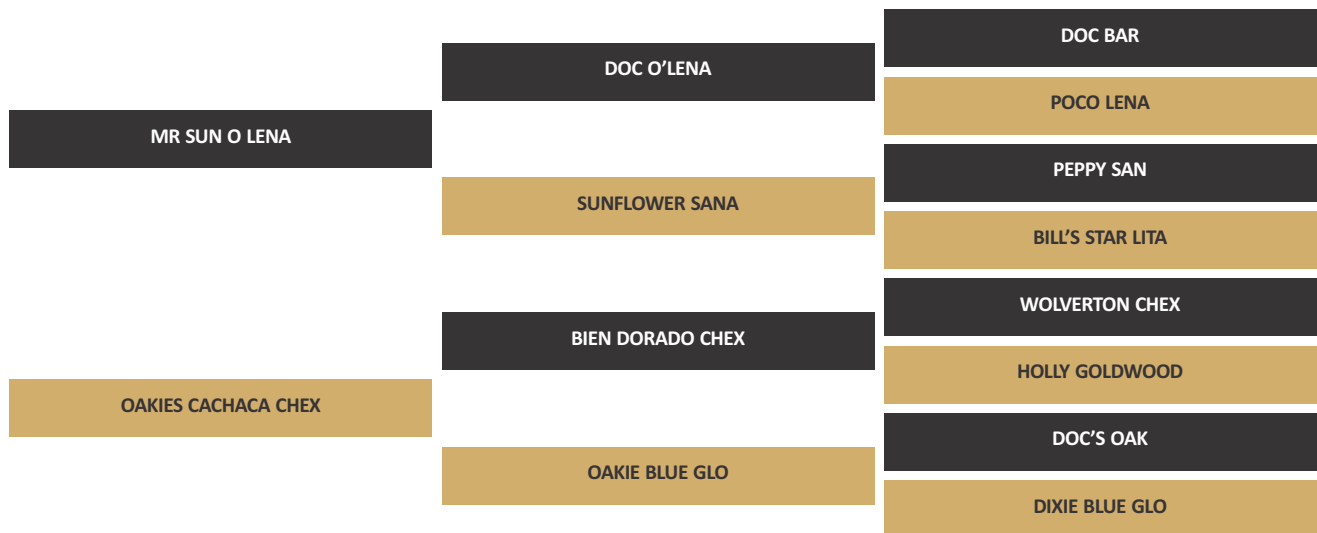 DOC BAR
DOC O’LENA
POCO LENA
MR SUN O LENA
PEPPY SAN
SUNFLOWER SANA
BILL’S STAR LITA
WOLVERTON CHEX
BIEN DORADO CHEX
HOLLY GOLDWOOD
OAKIES CACHACA CHEX
DOC’S OAK
OAKIE BLUE GLO
DIXIE BLUE GLO